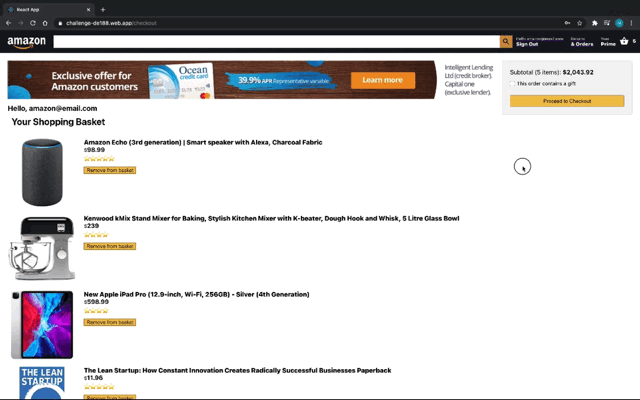 React App
challenge-de188.web.app/checkout
amazon
Hello amazon@email.com
Sign Out
Returns
& Orders
Your
Prime
5
Exclusive offer for
Amazon customers
Ocean
credit card
39.9% APR Representative variable
Learn more
Intelligent Lending
Ltd (credit broker).
Capital one
(exclusive lender).
Subtotal (5 items): $2,043.92
This order contains a gift
Proceed to Checkout
Hello, amazon@email.com
Your Shopping Basket
Amazon Echo (3rd generation) | Smart speaker with Alexa, Charcoal Fabric
$98.99
Remove from basket
Kenwood kMix Stand Mixer for Baking, Stylish Kitchen Mixer with K-beater, Dough Hook and Whisk, 5 Litre Glass Bowl
$239
Remove from basket
New Apple iPad Pro (12.9-inch, Wi-Fi, 256GB) - Silver (4th Generation)
$598.99
Remove from basket
The Lean Startup: How Constant Innovation Creates Radically Successful Businesses Paperback
$11.96
Remove from basket
THE LEAN
STARTUP